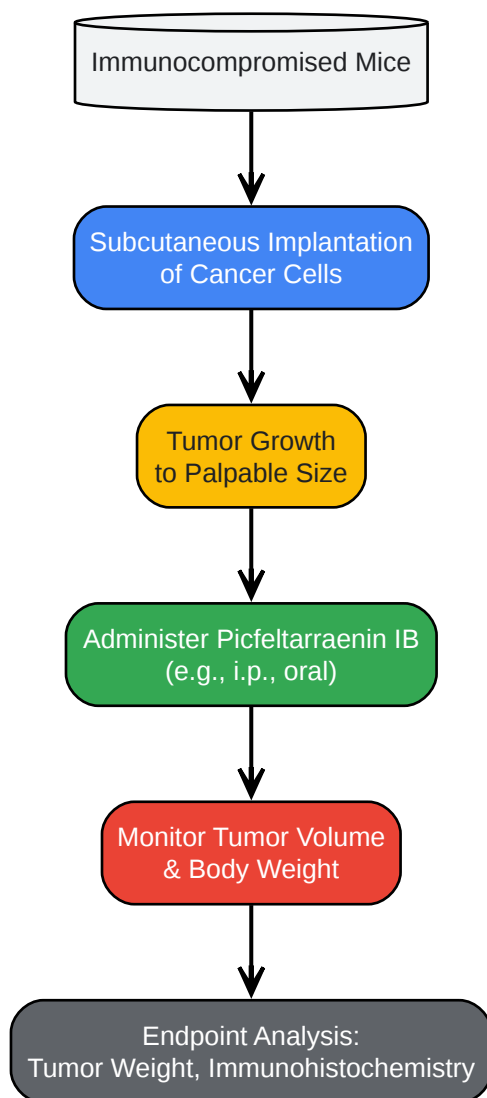 Immunocompromised Mice
Subcutaneous Implantation
of Cancer Cells
Tumor Growth
to Palpable Size
Administer Picfeltarraenin IB
(e.g., i.p., oral)
Monitor Tumor Volume
& Body Weight
Endpoint Analysis:
Tumor Weight, Immunohistochemistry